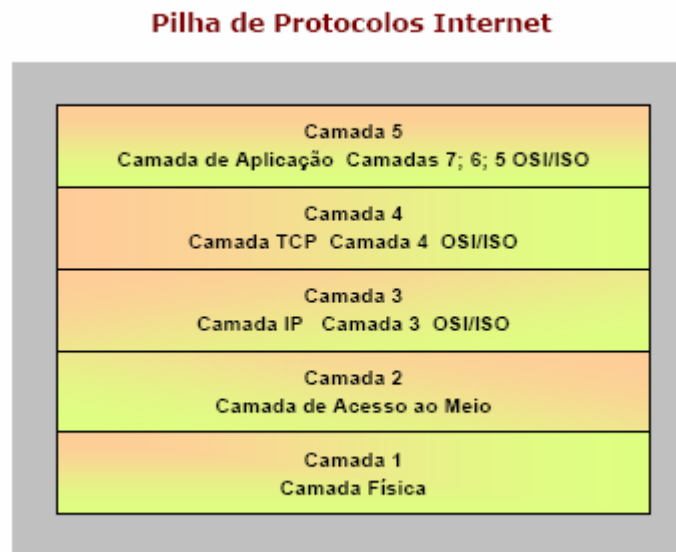 Pilha de Protocolos Internet
Camada 5
Camada de Aplicação Camadas 7; 6; 5 OSI/ISO
Camada 4
Camada TCP Camada 4 OSI/ISO
Camada 3
Camada IP Camada 3 OSI/ISO
Camada 2
Camada de Acesso ao Meio
Camada 1
Camada Física